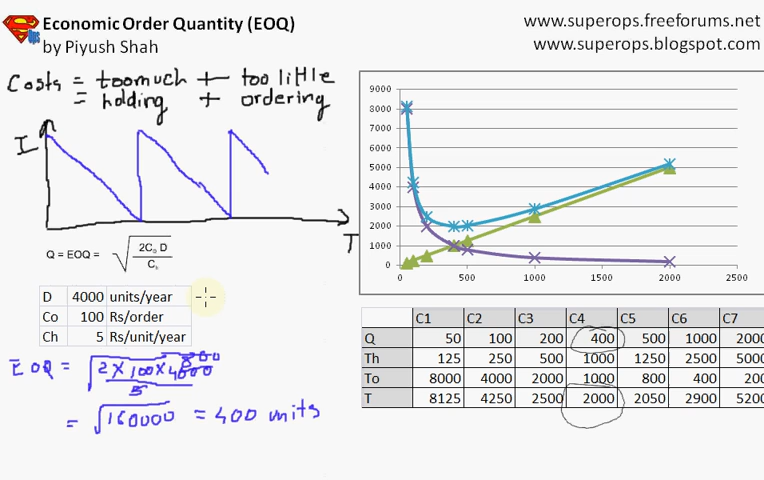 Economic Order Quantity (EOQ)
by Piyush Shah
www.superops.freeforums.net
www.superops.blogspot.com
Costs = too much + too little
= holding + ordering
I
T
Q = EOQ = √ 2CₒD / Cₕ
D 4000 units/year
Co 100 Rs/order
Ch 5 Rs/unit/year
EOQ = √ 2 × 100 × 4000 800 / 5
= √160000 = 400 units
9000
8000
7000
6000
5000
4000
3000
2000
1000
0
0 500 1000 1500 2000 2500
C1 C2 C3 C4 C5 C6 C7
Q 50 100 200 400 500 1000 2000
Th 125 250 500 1000 1250 2500 5000
To 8000 4000 2000 1000 800 400 200
T 8125 4250 2500 2000 2050 2900 5200